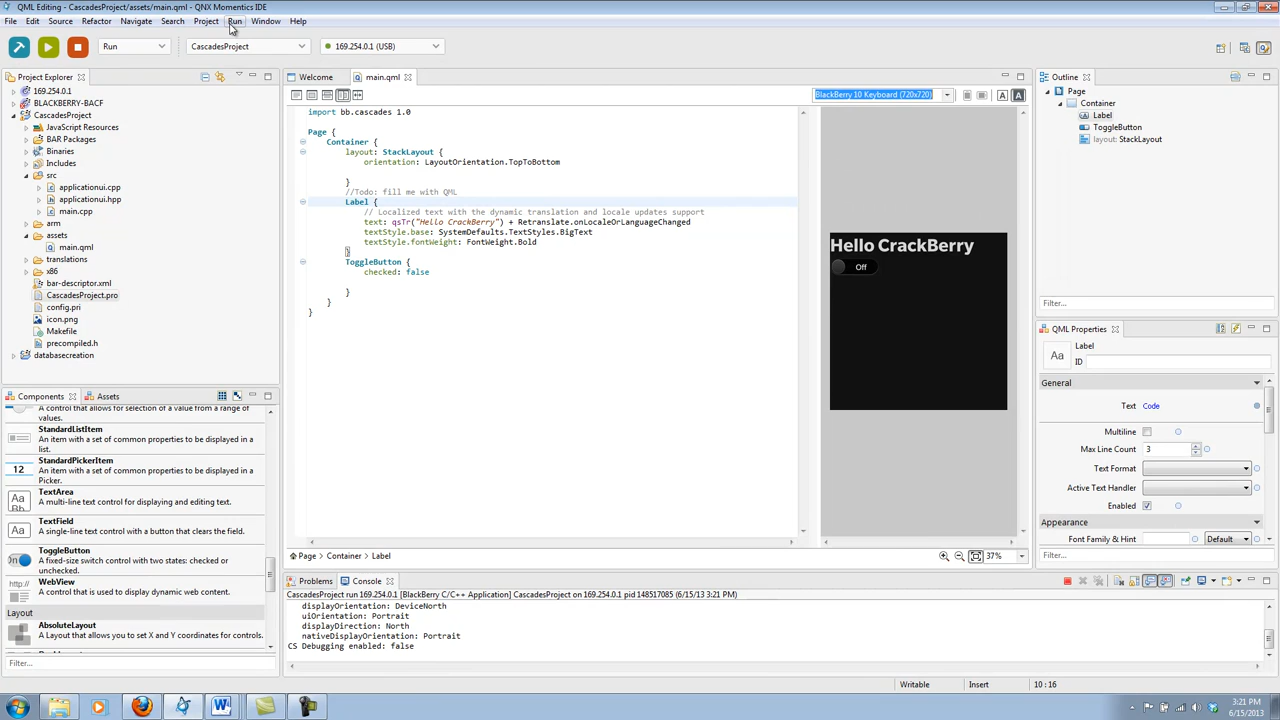 QML Editing - CascadesProject/assets/main.qml - QNX Momentics IDE
File Edit Source Refactor Navigate Search Project Run Window Help
Run CascadesProject 169.254.0.1 (USB)
Project Explorer
169.254.0.1
BLACKBERRY-BACF
CascadesProject
JavaScript Resources
BAR Packages
Binaries
Includes
src
applicationui.cpp
applicationui.hpp
main.cpp
arm
assets
main.qml
translations
x86
bar-descriptor.xml
CascadesProject.pro
config.pri
icon.png
Makefile
precompiled.h
databasecreation
Components Assets
A control that allows for selection of a value from a range of
values.
StandardListItem
An item with a set of common properties to be displayed in a
list.
StandardPickerItem
12
An item with a set of common properties to be displayed in a
Picker.
TextArea
A multi-line text control for displaying and editing text.
TextField
A single-line text control with a button that clears the field.
ToggleButton
A fixed-size switch control with two states: checked or
unchecked.
WebView
http://
A control that is used to display dynamic web content.
Layout
AbsoluteLayout
A Layout that allows you to set X and Y coordinates for controls.
Filter...
Welcome main.qml
BlackBerry 10 Keyboard (720x720)
import bb.cascades 1.0
Page {
Container {
layout: StackLayout {
orientation: LayoutOrientation.TopToBottom
}
//Todo: fill me with QML
Label {
// Localized text with the dynamic translation and locale updates support
text: qsTr("Hello CrackBerry") + Retranslate.onLocaleOrLanguageChanged
textStyle.base: SystemDefaults.TextStyles.BigText
textStyle.fontWeight: FontWeight.Bold
}
ToggleButton {
checked: false
}
}
}
Hello CrackBerry
Off
Page Container Label
37%
Problems Console
CascadesProject run 169.254.0.1 [BlackBerry C/C++ Application] CascadesProject on 169.254.0.1 pid 148517085 (6/15/13 3:21 PM)
displayOrientation: DeviceNorth
uiOrientation: Portrait
displayDirection: North
nativeDisplayOrientation: Portrait
CS Debugging enabled: false
Outline
Page
Container
Label
ToggleButton
layout: StackLayout
Filter...
QML Properties
Aa
Label
ID
General
Text Code
Multiline
Max Line Count 3
Text Format
Active Text Handler
Enabled
Appearance
Font Family & Hint Default
Filter...
Writable Insert 10 : 16
3:21 PM
6/15/2013